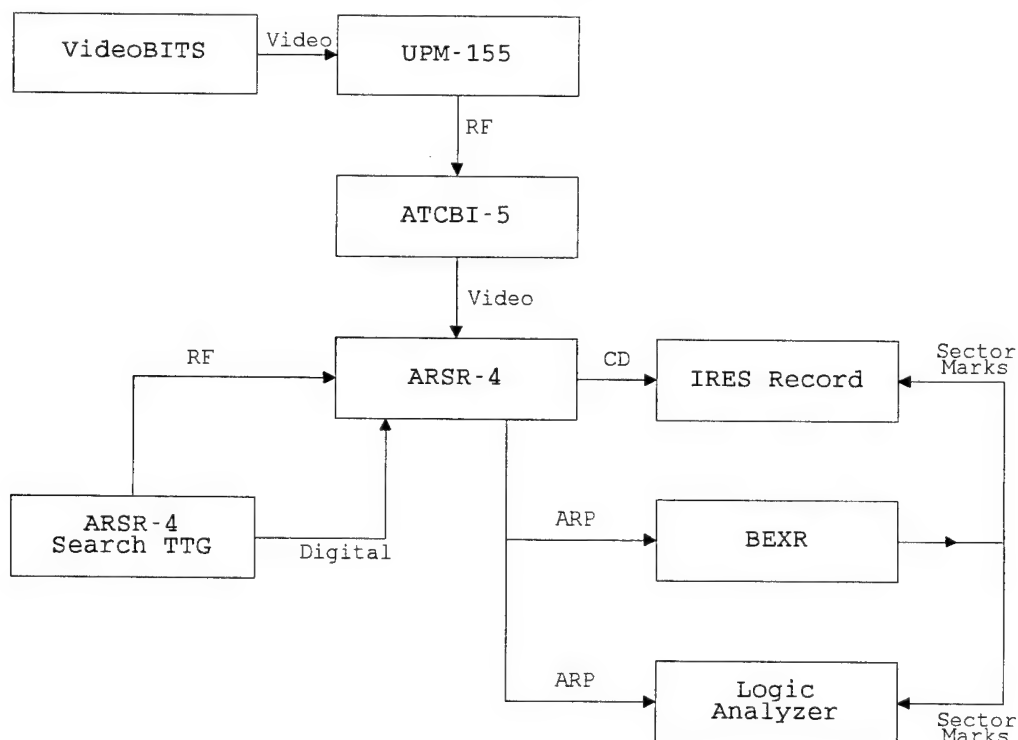 VideoBITS
Video
UPM-155
RF
ATCBI-5
Video
RF
ARSR-4
CD
IRES Record
Sector
Marks
ARSR-4
Search TTG
Digital
ARP
BEXR
ARP
Logic
Analyzer
Sector
Marks